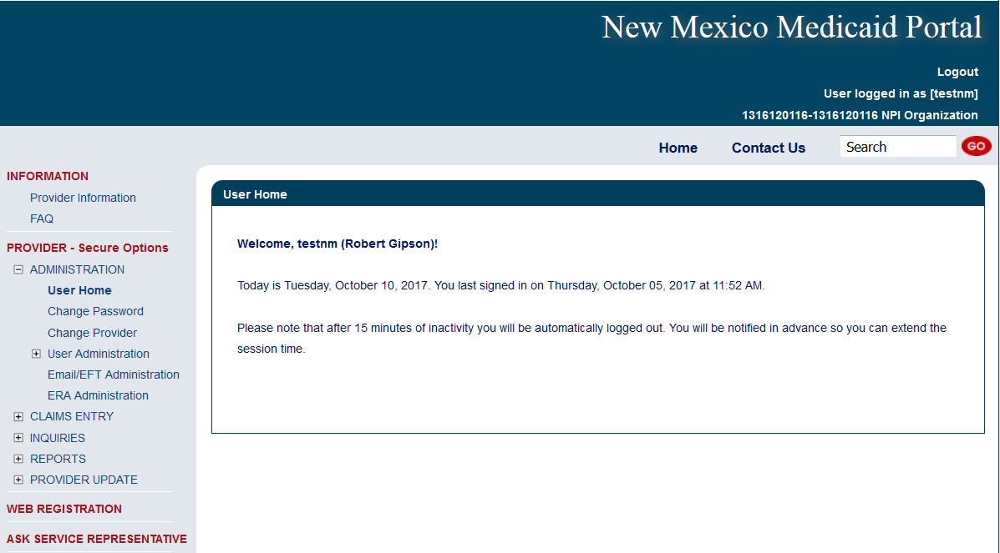 New Mexico Medicaid Portal
Logout
User logged in as [testnm]
1316120116-1316120116 NPI Organization
Home Contact Us Search GO
INFORMATION
Provider Information
FAQ
PROVIDER - Secure Options
ADMINISTRATION
User Home
Change Password
Change Provider
User Administration
Email/EFT Administration
ERA Administration
CLAIMS ENTRY
INQUIRIES
REPORTS
PROVIDER UPDATE
WEB REGISTRATION
ASK SERVICE REPRESENTATIVE
User Home
Welcome, testnm (Robert Gipson)!
Today is Tuesday, October 10, 2017. You last signed in on Thursday, October 05, 2017 at 11:52 AM.
Please note that after 15 minutes of inactivity you will be automatically logged out. You will be notified in advance so you can extend the
session time.